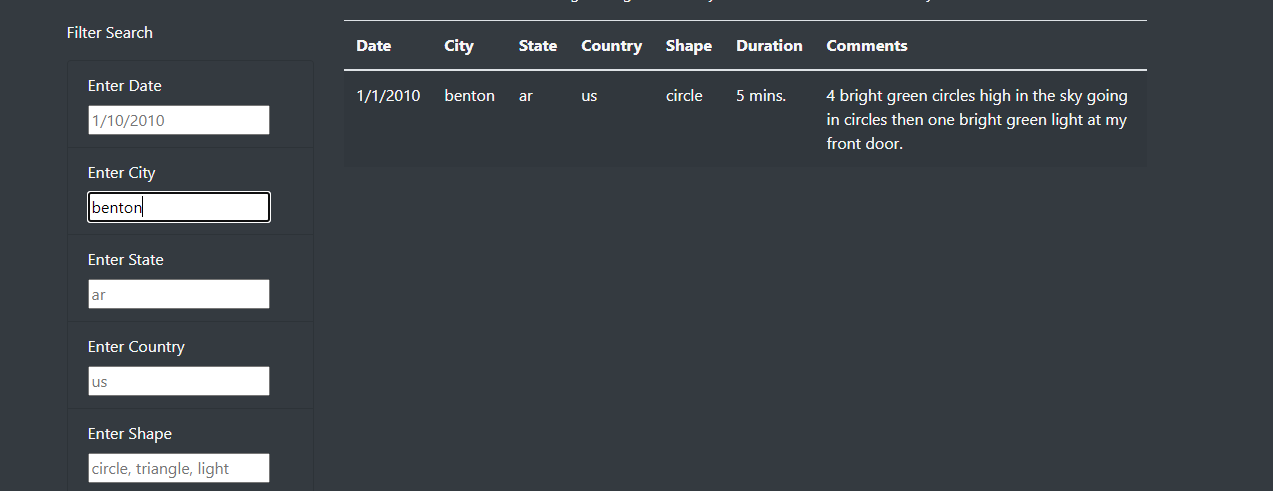 Filter Search
Enter Date
1/10/2010
Enter City
benton
Enter State
ar
Enter Country
us
Enter Shape
circle, triangle, light
Date City State Country Shape Duration Comments
1/1/2010 benton ar us circle 5 mins. 4 bright green circles high in the sky going
in circles then one bright green light at my
front door.